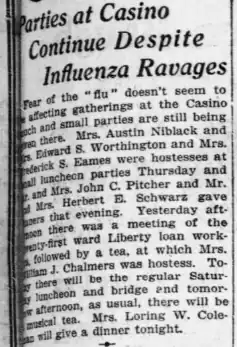 Parties at Casino
Continue Despite
Influenza Ravages
Fear of the "flu" doesn't seem to
affecting gatherings at the Casino
and small parties are still being
there. Mrs. Austin Niblack and
Edward S. Worthington and Mrs.
Frederick S. Eames were hostesses at
luncheon parties Thursday and
and Mrs. John C. Pitcher and Mr.
Mrs. Herbert E. Schwarz gave
that evening. Yesterday aft-
there was a meeting of the
ty-first ward Liberty loan work-
followed by a tea, at which Mrs.
J. Chalmers was hostess. To-
there will be the regular Satur-
luncheon and bridge and tomor-
afternoon, as usual, there will be
musical tea. Mrs. Loring W. Cole-
will give a dinner tonight.